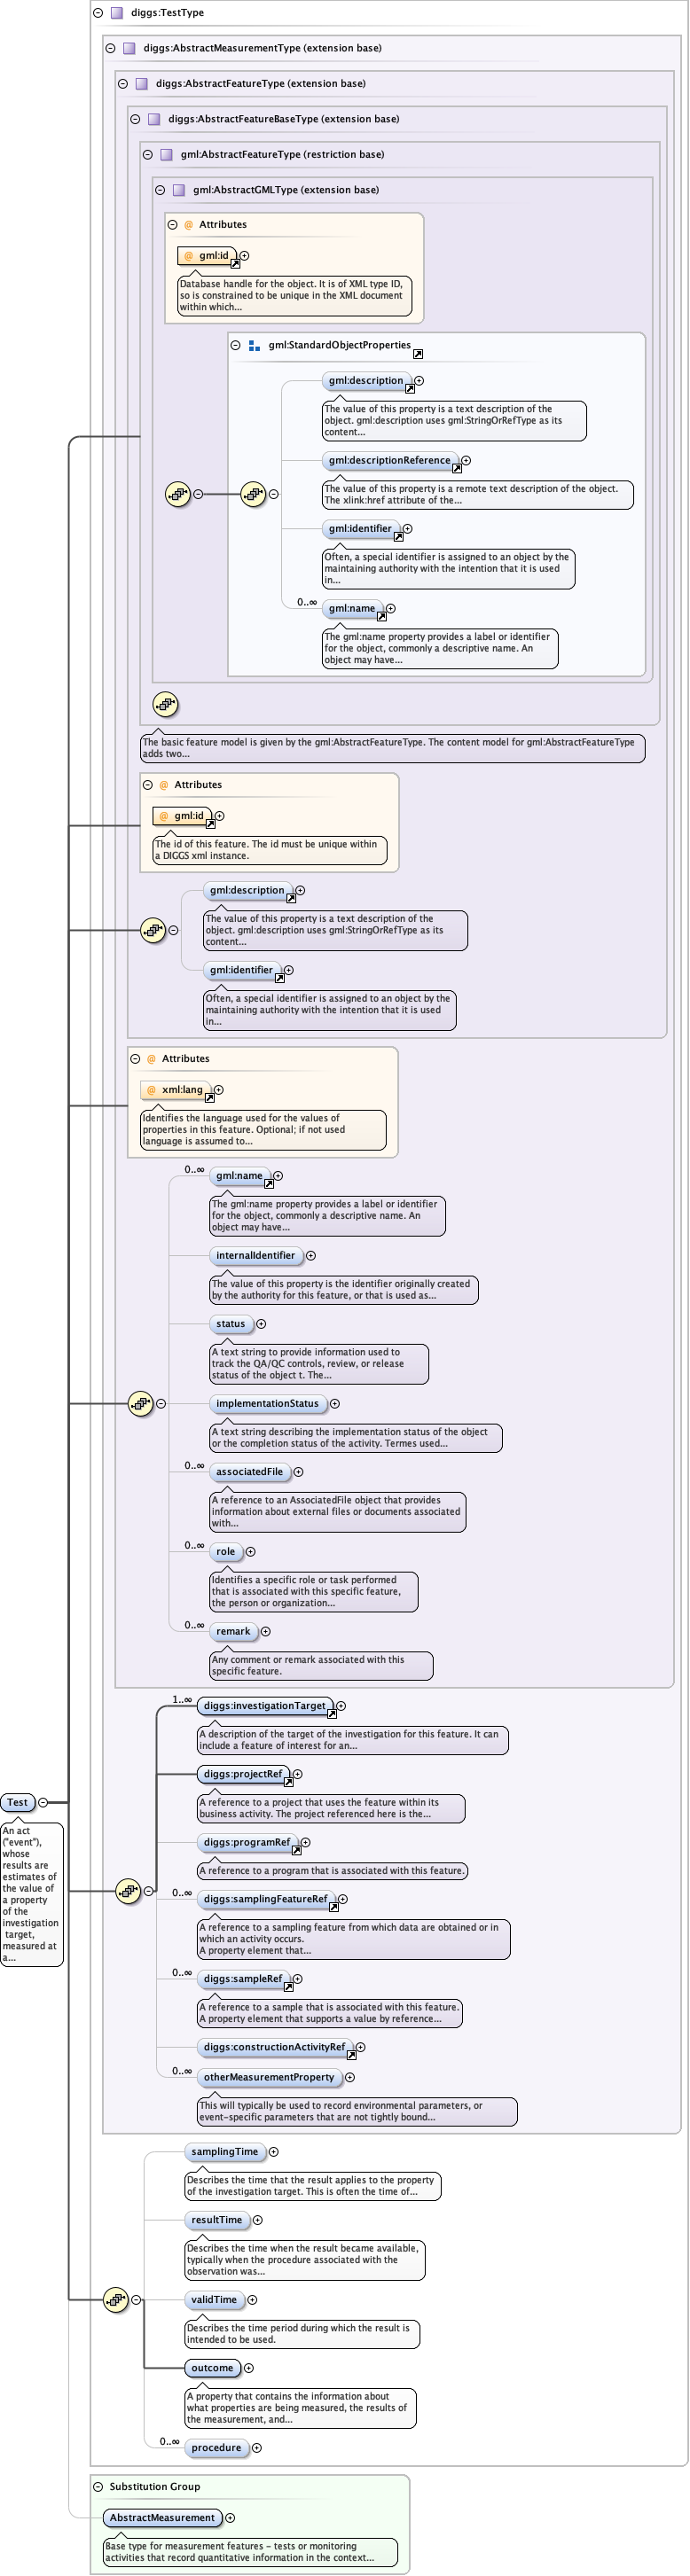 diggs:TestType
diggs:AbstractMeasurementType (extension base)
diggs:AbstractFeatureType (extension base)
diggs:AbstractFeatureBaseType (extension base)
gml:AbstractFeatureType (restriction base)
gml:AbstractGMLType (extension base)
@ Attributes
@ gml:id
Database handle for the object. It is of XML type ID,
so is constrained to be unique in the XML document
within which...
gml:StandardObjectProperties
gml:description
The value of this property is a text description of the
object. gml:description uses gml:StringOrRefType as its
content...
gml:descriptionReference
The value of this property is a remote text description of the object.
The xlink:href attribute of the...
gml:identifier
Often, a special identifier is assigned to an object by the
maintaining authority with the intention that it is used
in...
0..∞
gml:name
The gml:name property provides a label or identifier
for the object, commonly a descriptive name. An
object may have...
The basic feature model is given by the gml:AbstractFeatureType. The content model for gml:AbstractFeatureType
adds two...
@ Attributes
@ gml:id
The id of this feature. The id must be unique within
a DIGGS xml instance.
gml:description
The value of this property is a text description of the
object. gml:description uses gml:StringOrRefType as its
content...
gml:identifier
Often, a special identifier is assigned to an object by the
maintaining authority with the intention that it is used
in...
@ Attributes
@ xml:lang
Identifies the language used for the values of
properties in this feature. Optional; if not used
language is assumed to...
0..∞
gml:name
The gml:name property provides a label or identifier
for the object, commonly a descriptive name. An
object may have...
internalIdentifier
The value of this property is the identifier originally created
by the authority for this feature, or that is used as...
status
A text string to provide information used to
track the QA/QC controls, review, or release
status of the object t. The...
implementationStatus
A text string describing the implementation status of the object
or the completion status of the activity. Termes used...
0..∞
associatedFile
A reference to an AssociatedFile object that provides
information about external files or documents associated
with...
0..∞
role
Identifies a specific role or task performed
that is associated with this specific feature,
the person or organization...
0..∞
remark
Any comment or remark associated with this
specific feature.
1..∞
diggs:investigationTarget
A description of the target of the investigation for this feature. It can
include a feature of interest for an...
diggs:projectRef
A reference to a project that uses the feature within its
business activity. The project referenced here is the...
diggs:programRef
A reference to a program that is associated with this feature.
0..∞
diggs:samplingFeatureRef
A reference to a sampling feature from which data are obtained or in
which an activity occurs.
A property element that...
0..∞
diggs:sampleRef
A reference to a sample that is associated with this feature.
A property element that supports a value by reference...
diggs:constructionActivityRef
0..∞
otherMeasurementProperty
This will typically be used to record environmental parameters, or
event-specific parameters that are not tightly bound...
Test
An act
("event"),
whose
results are
estimates of
the value of
a property
of the
investigation
target,
measured at
a...
samplingTime
Describes the time that the result applies to the property
of the investigation target. This is often the time of...
resultTime
Describes the time when the result became available,
typically when the procedure associated with the
observation was...
validTime
Describes the time period during which the result is
intended to be used.
outcome
A property that contains the information about
what properties are being measured, the results of
the measurement, and...
0..∞
procedure
Substitution Group
AbstractMeasurement
Base type for measurement features - tests or monitoring
activities that record quantitative information in the context...